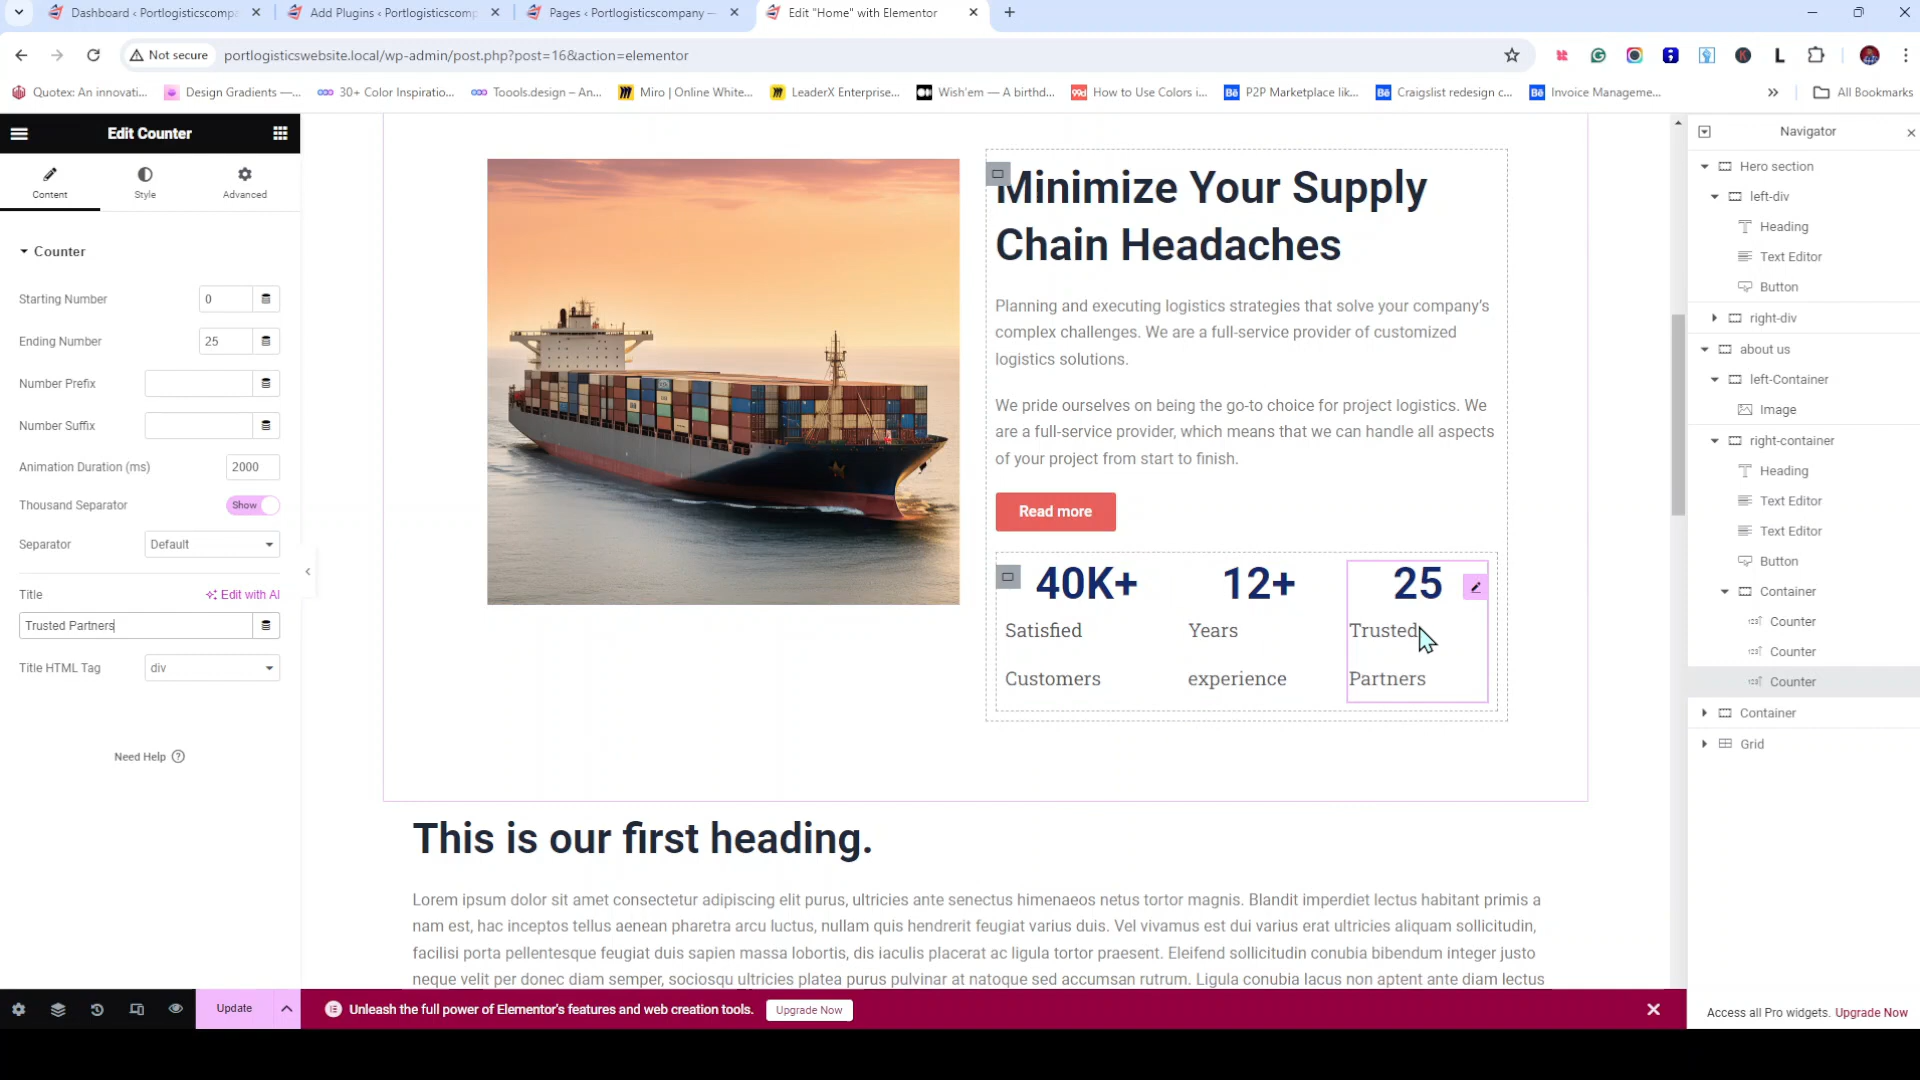 Dashboard ‹ Portlogisticscomp
Add Plugins ‹ Portlogisticscomp
Pages ‹ Portlogisticscompany —
Edit "Home" with Elementor
Not secure
portlogisticswebsite.local/wp-admin/post.php?post=16&action=elementor
Quotex: An innovati...
Design Gradients —...
30+ Color Inspiratio...
Toools.design – An...
Miro | Online White...
LeaderX Enterprise...
Wish'em — A birthd...
How to Use Colors i...
P2P Marketplace lik...
Craigslist redesign c...
Invoice Manageme...
All Bookmarks
Edit Counter
Content
Style
Advanced
Counter
Starting Number
0
Ending Number
25
Number Prefix
Number Suffix
Animation Duration (ms)
2000
Thousand Separator
Show
Separator
Default
Title
Edit with AI
Trusted Partners
Title HTML Tag
div
Need Help
Update
Minimize Your Supply
Chain Headaches
Planning and executing logistics strategies that solve your company's
complex challenges. We are a full-service provider of customized
logistics solutions.
We pride ourselves on being the go-to choice for project logistics. We
are a full-service provider, which means that we can handle all aspects
of your project from start to finish.
Read more
40K+
12+
25
Satisfied
Customers
Years
experience
Trusted
Partners
This is our first heading.
Lorem ipsum dolor sit amet consectetur adipiscing elit purus, ultricies ante senectus himenaeos netus tortor magnis. Blandit imperdiet lectus habitant primis a
nam est, hac inceptos tellus aenean pharetra arcu luctus, nullam quis hendrerit feugiat varius duis. Vel vivamus est dui varius erat ultricies aliquam sollicitudin,
facilisi porta pellentesque feugiat duis sapien massa lobortis, dis iaculis placerat ac ligula tortor praesent. Eleifend sollicitudin conubia bibendum integer justo
neque velit per donec diam semper, sociosqu ultricies platea purus pulvinar at natoque sed accumsan rutrum. Ligula conubia lacus non aptent ante diam lectus
Unleash the full power of Elementor's features and web creation tools.
Upgrade Now
Navigator
Hero section
left-div
Heading
Text Editor
Button
right-div
about us
left-Container
Image
right-container
Heading
Text Editor
Text Editor
Button
Container
Counter
Counter
Counter
Container
Grid
Access all Pro widgets. Upgrade Now